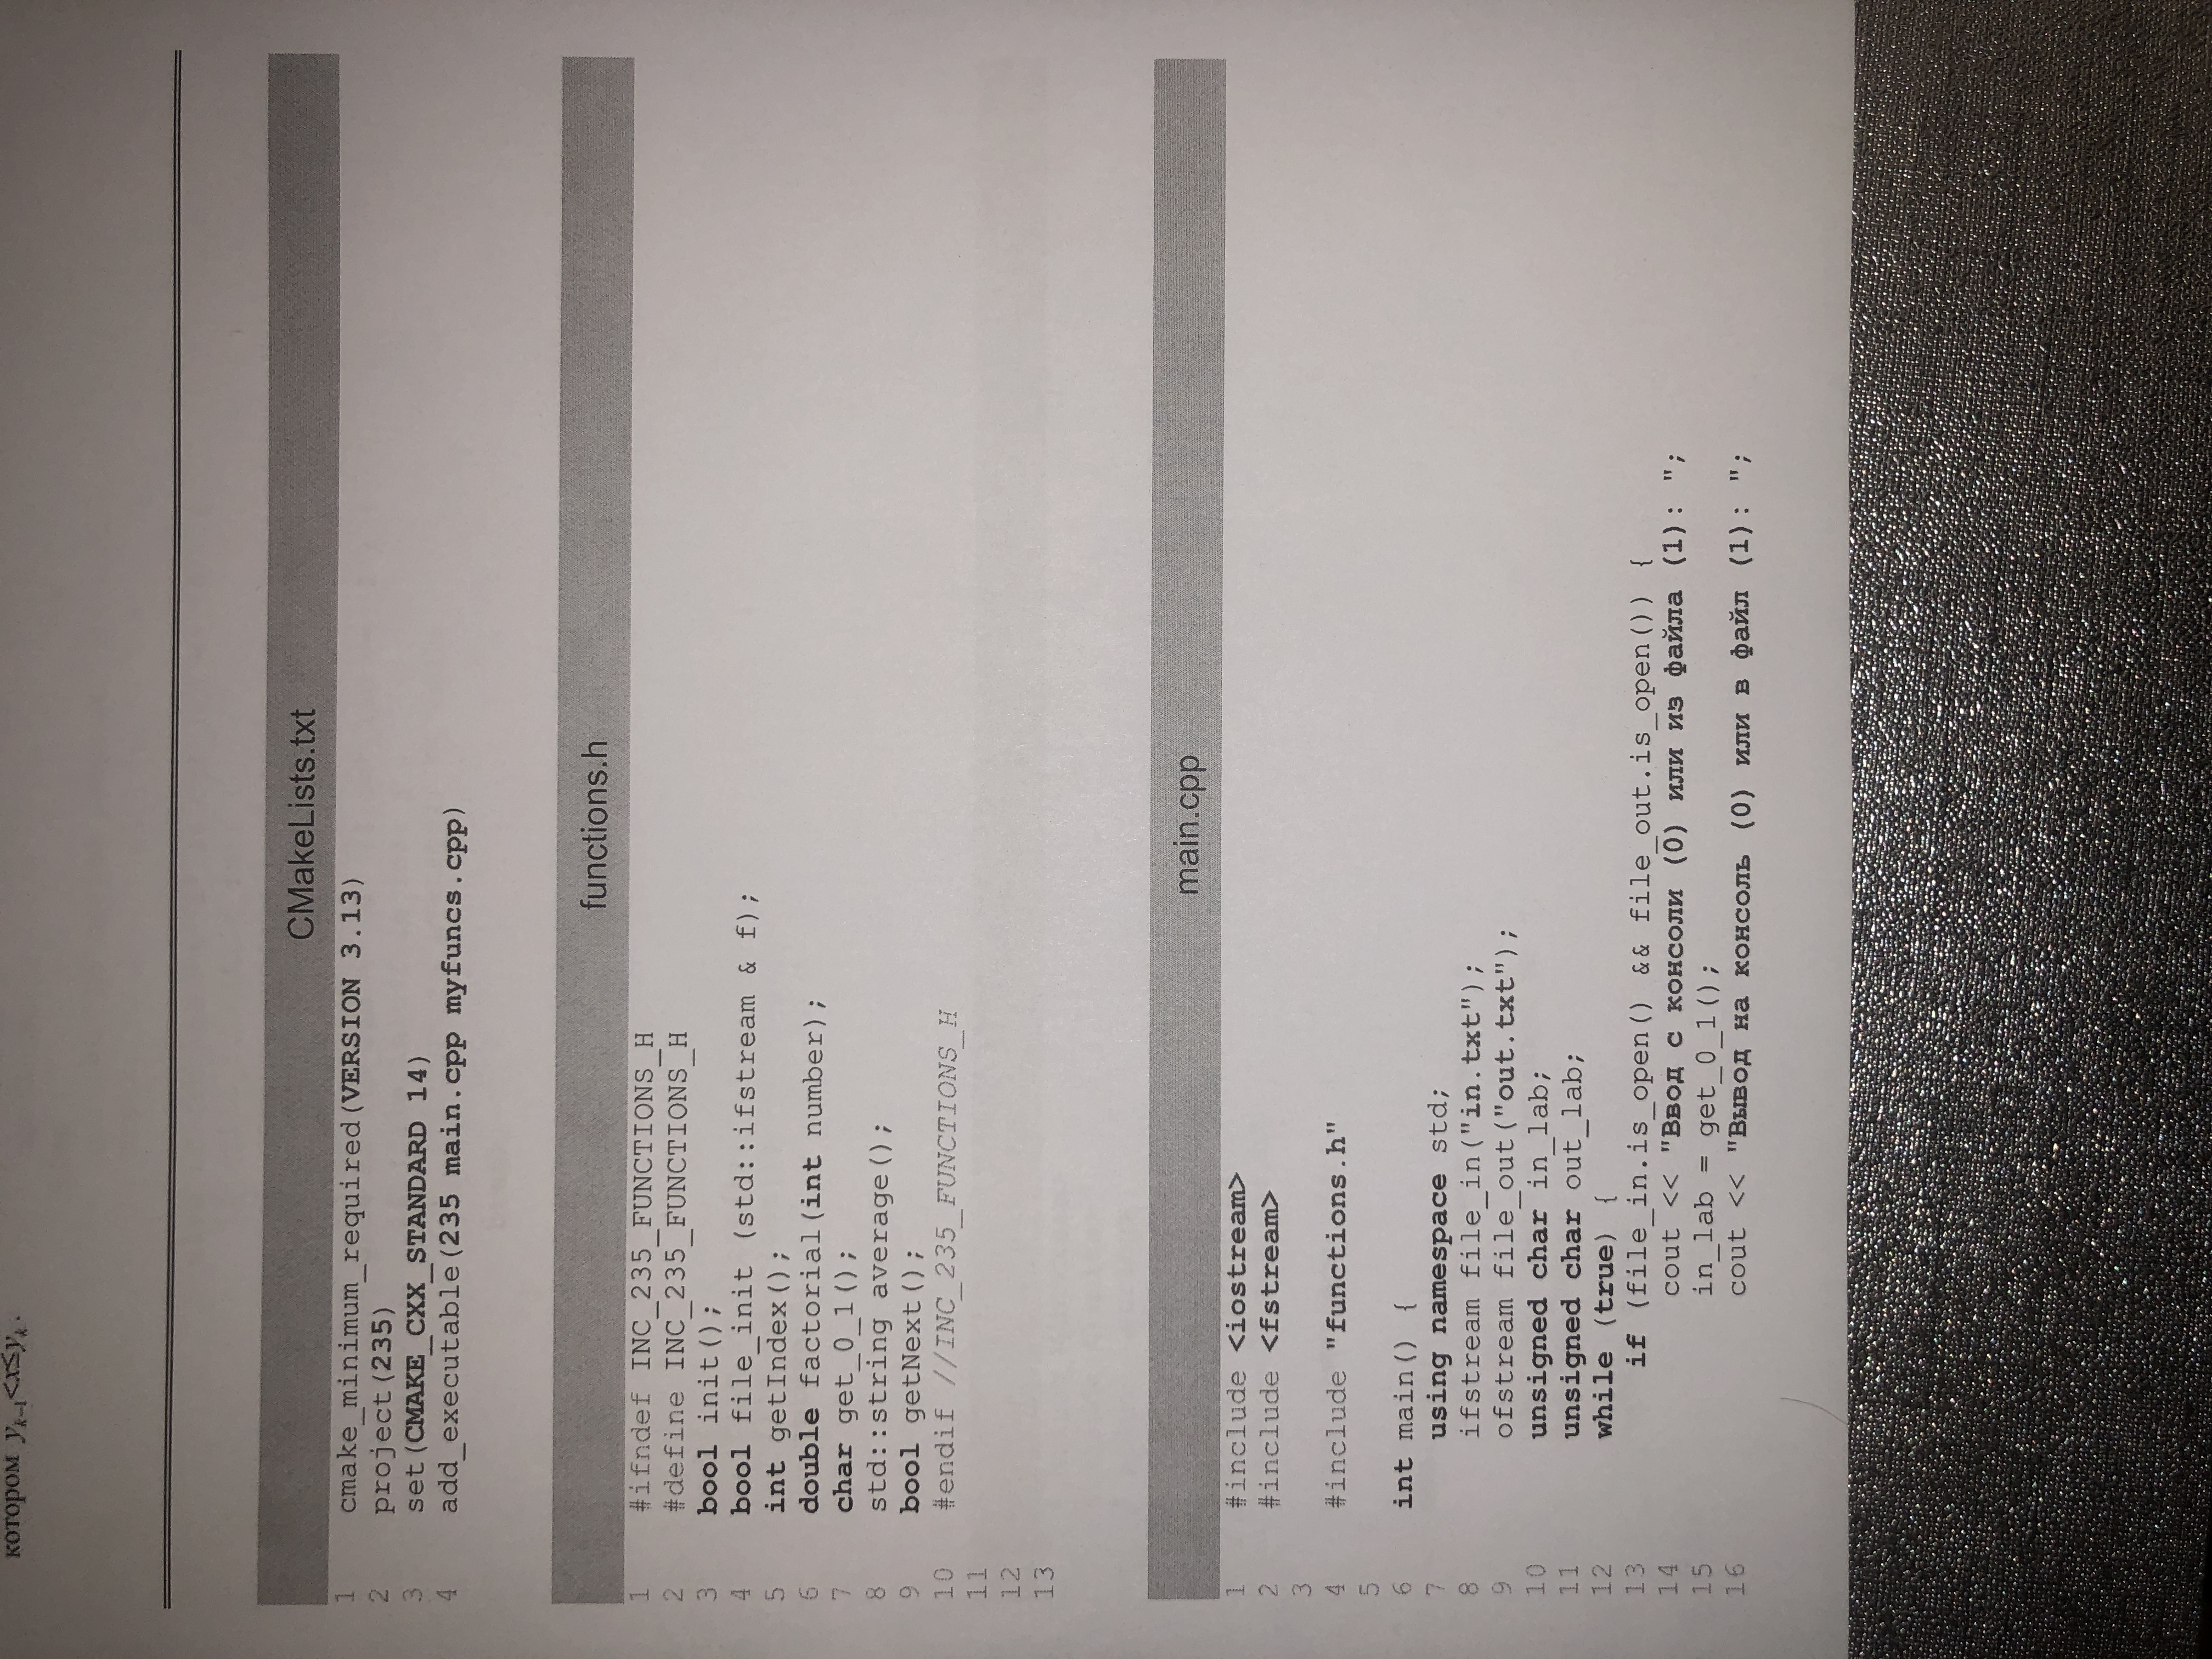 котором yₖ₋₁<x≤yₖ.
CMakeLists.txt
1 cmake_minimum_required(VERSION 3.13)
2 project(235)
3 set(CMAKE_CXX_STANDARD 14)
4 add_executable(235 main.cpp myfuncs.cpp)
functions.h
1 #ifndef INC_235_FUNCTIONS_H
2 #define INC_235_FUNCTIONS_H
3 bool init();
4 bool file_init (std::ifstream & f);
5 int getIndex();
6 double factorial(int number);
7 char get_0_1();
8 std::string average();
9 bool getNext();
10 #endif //INC_235_FUNCTIONS_H
11
12
13
main.cpp
1 #include <iostream>
2 #include <fstream>
3
4 #include "functions.h"
5
6 int main() {
7 using namespace std;
8 ifstream file_in("in.txt");
9 ofstream file_out("out.txt");
10 unsigned char in_lab;
11 unsigned char out_lab;
12 while (true) {
13 if (file_in.is_open() && file_out.is_open()) {
14 cout << "Ввод с консоли (0) или из файла (1): ";
15 in_lab = get_0_1();
16 cout << "Вывод на консоль (0) или в файл (1): ";